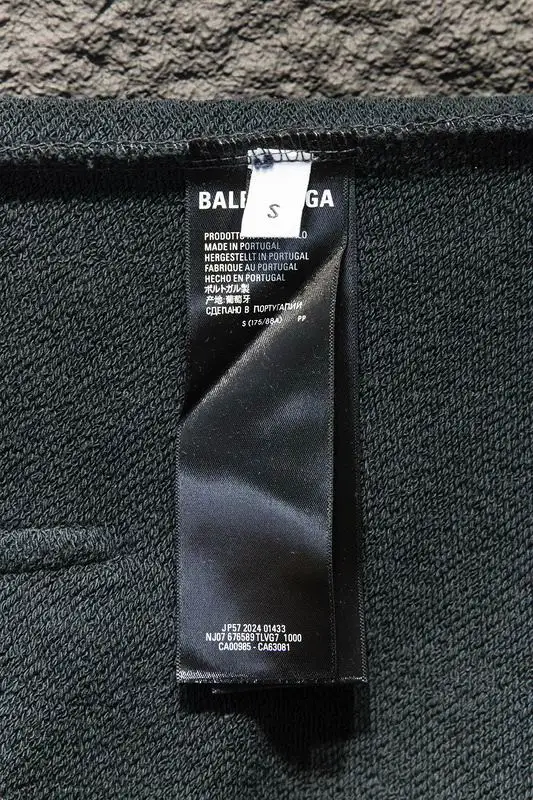 S
BALE GA
PRODOTTO LO
MADE IN PORTUGAL
HERGESTELLT IN PORTUGAL
FABRIQUE AU PORTUGAL
HECHO EN PORTUGAL
ポルトガル製
产地:葡萄牙
СДЕЛАНО В ПОРТУГАЛИИ
S (175/88A) PP
JP57 2024 01433
NJ07 676589 TLVG7 1000
CA00985 - CA63081